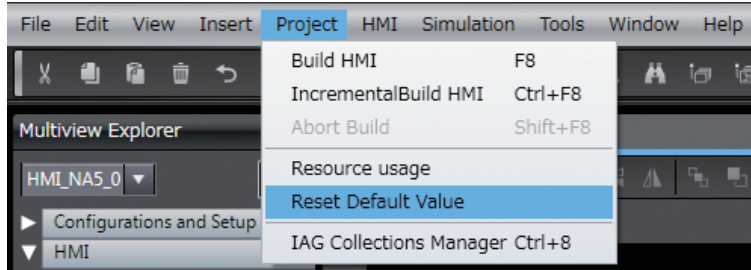 File Edit View Insert Project HMI Simulation Tools Window Help
Build HMI F8
IncrementalBuild HMI Ctrl+F8
Abort Build Shift+F8
Multiview Explorer
Resource usage
HMI_NA5_0
Reset Default Value
Configurations and Setup
IAG Collections Manager Ctrl+8
HMI